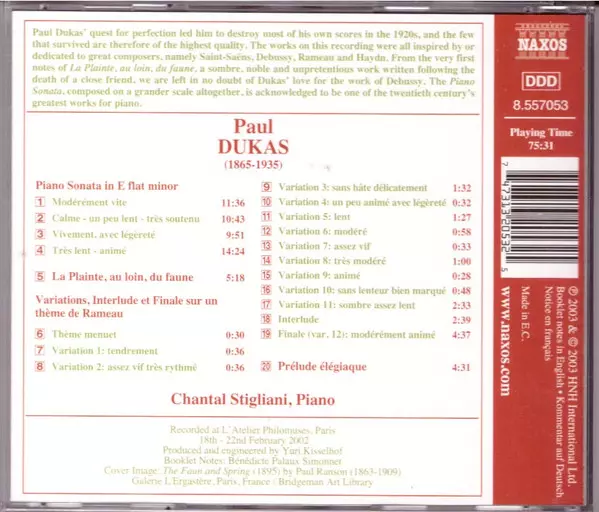 Paul Dukas' quest for perfection led him to destroy most of his own scores in the 1920s, and the few
that survived are therefore of the highest quality. The works on this recording were all inspired by or
dedicated to great composers, namely Saint-Saëns, Debussy, Rameau and Haydn. From the very first
notes of La Plainte, au loin, du faune, a sombre, noble and unpretentious work written following the
death of a close friend, we are left in no doubt of Dukas' love for the work of Debussy. The Piano
Sonata, composed on a grander scale altogether, is acknowledged to be one of the twentieth century's
greatest works for piano.
Paul
DUKAS
(1865-1935)
Piano Sonata in E flat minor
1 Modérément vite 11:36
2 Calme - un peu lent - très soutenu 10:43
3 Vivement, avec légèreté 9:51
4 Très lent - animé 14:24
5 La Plainte, au loin, du faune 5:18
Variations, Interlude et Finale sur un
thème de Rameau
6 Thème menuet 0:30
7 Variation 1: tendrement 0:36
8 Variation 2: assez vif très rythmé 0:36
9 Variation 3: sans hâte délicatement 1:32
10 Variation 4: un peu animé avec légèreté 0:32
11 Variation 5: lent 1:27
12 Variation 6: modéré 0:58
13 Variation 7: assez vif 0:33
14 Variation 8: très modéré 1:00
15 Variation 9: animé 0:28
16 Variation 10: sans lenteur bien marqué 0:48
17 Variation 11: sombre assez lent 2:33
18 Interlude 2:39
19 Finale (var. 12): modérément animé 4:37
20 Prélude élégiaque 4:31
Chantal Stigliani, Piano
Recorded at L'Atelier Philomuses, Paris
18th - 22nd February 2002
Produced and engineered by Yuri Kisselhof
Booklet Notes: Bénédicte Palaux Simonnet
Cover Image: The Faun and Spring (1895) by Paul Ranson (1863-1909)
Galerie L'Ergastère, Paris, France / Bridgeman Art Library
NAXOS
DDD
8.557053
Playing Time
75:31
7 47313 20532 5
www.naxos.com
Made in E.C.
℗ 2003 & © 2003 HNH International Ltd.
Booklet notes in English • Kommentar auf Deutsch
Notice en français